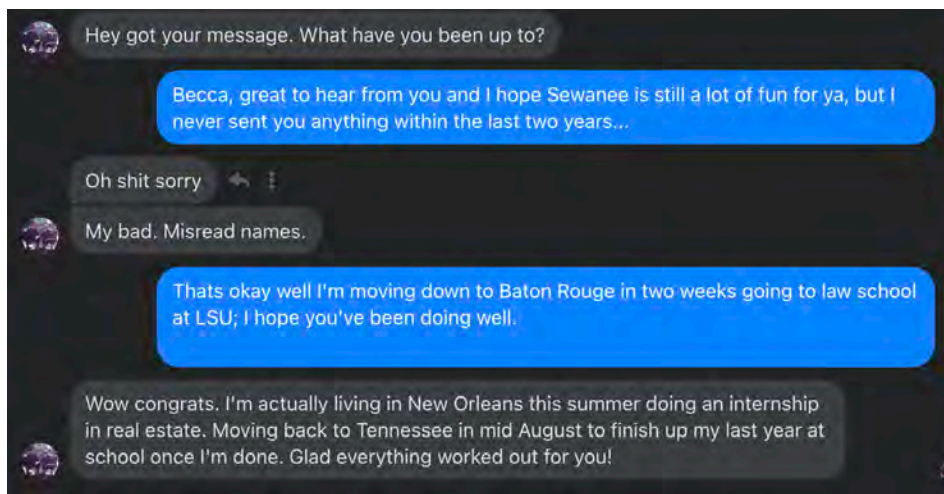 Hey got your message. What have you been up to?
Becca, great to hear from you and I hope Sewanee is still a lot of fun for ya, but I
never sent you anything within the last two years...
Oh shit sorry
My bad. Misread names.
Thats okay well I'm moving down to Baton Rouge in two weeks going to law school
at LSU; I hope you've been doing well.
Wow congrats. I'm actually living in New Orleans this summer doing an internship
in real estate. Moving back to Tennessee in mid August to finish up my last year at
school once I'm done. Glad everything worked out for you!